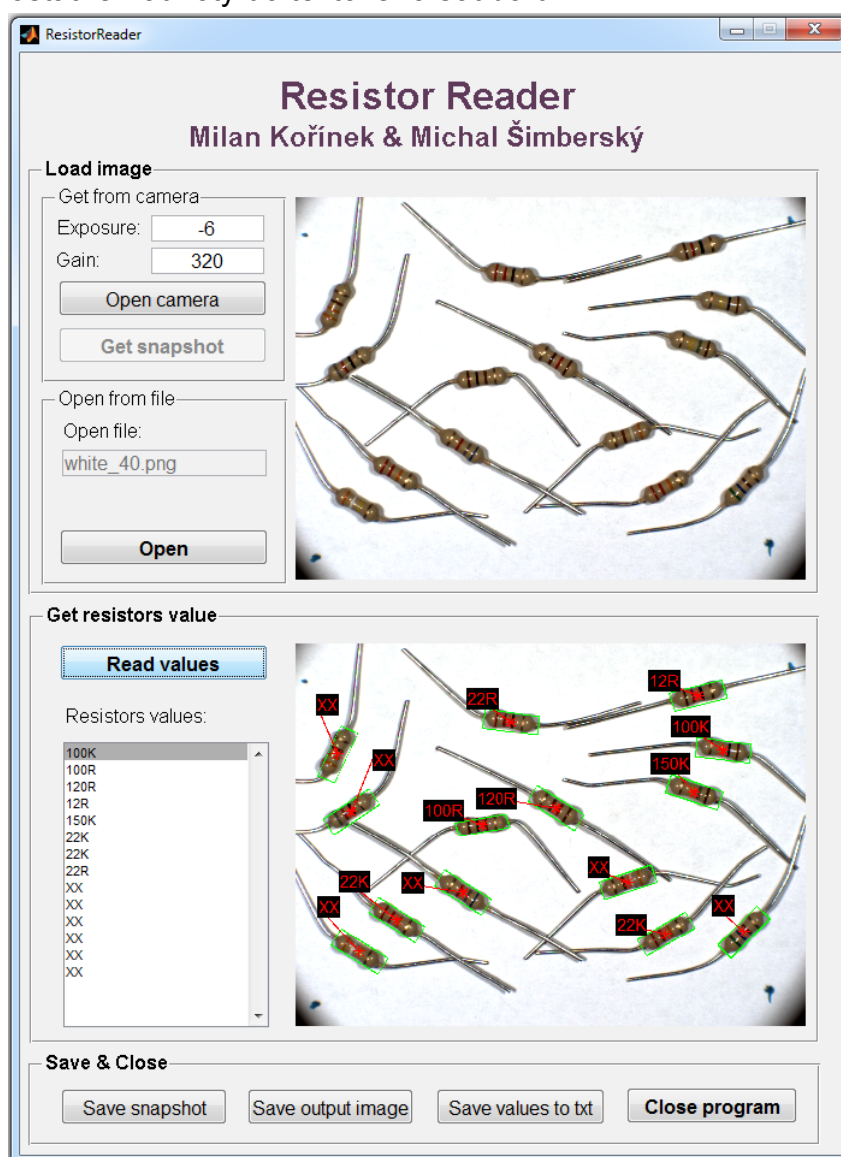 ResistorReader
Resistor Reader
Milan Kořínek & Michal Šimberský
Load image
Get from camera
Exposure: -6
Gain: 320
Open camera
Get snapshot
Open from file
Open file:
white_40.png
Open
Get resistors value
Read values
Resistors values:
100K
100R
120R
12R
150K
22K
22K
22R
XX
XX
XX
XX
XX
XX
12R
22R
XX
100K
XX
150K
120R
100R
XX
22K
XX
XX
XX
22K
Save & Close
Save snapshot
Save output image
Save values to txt
Close program